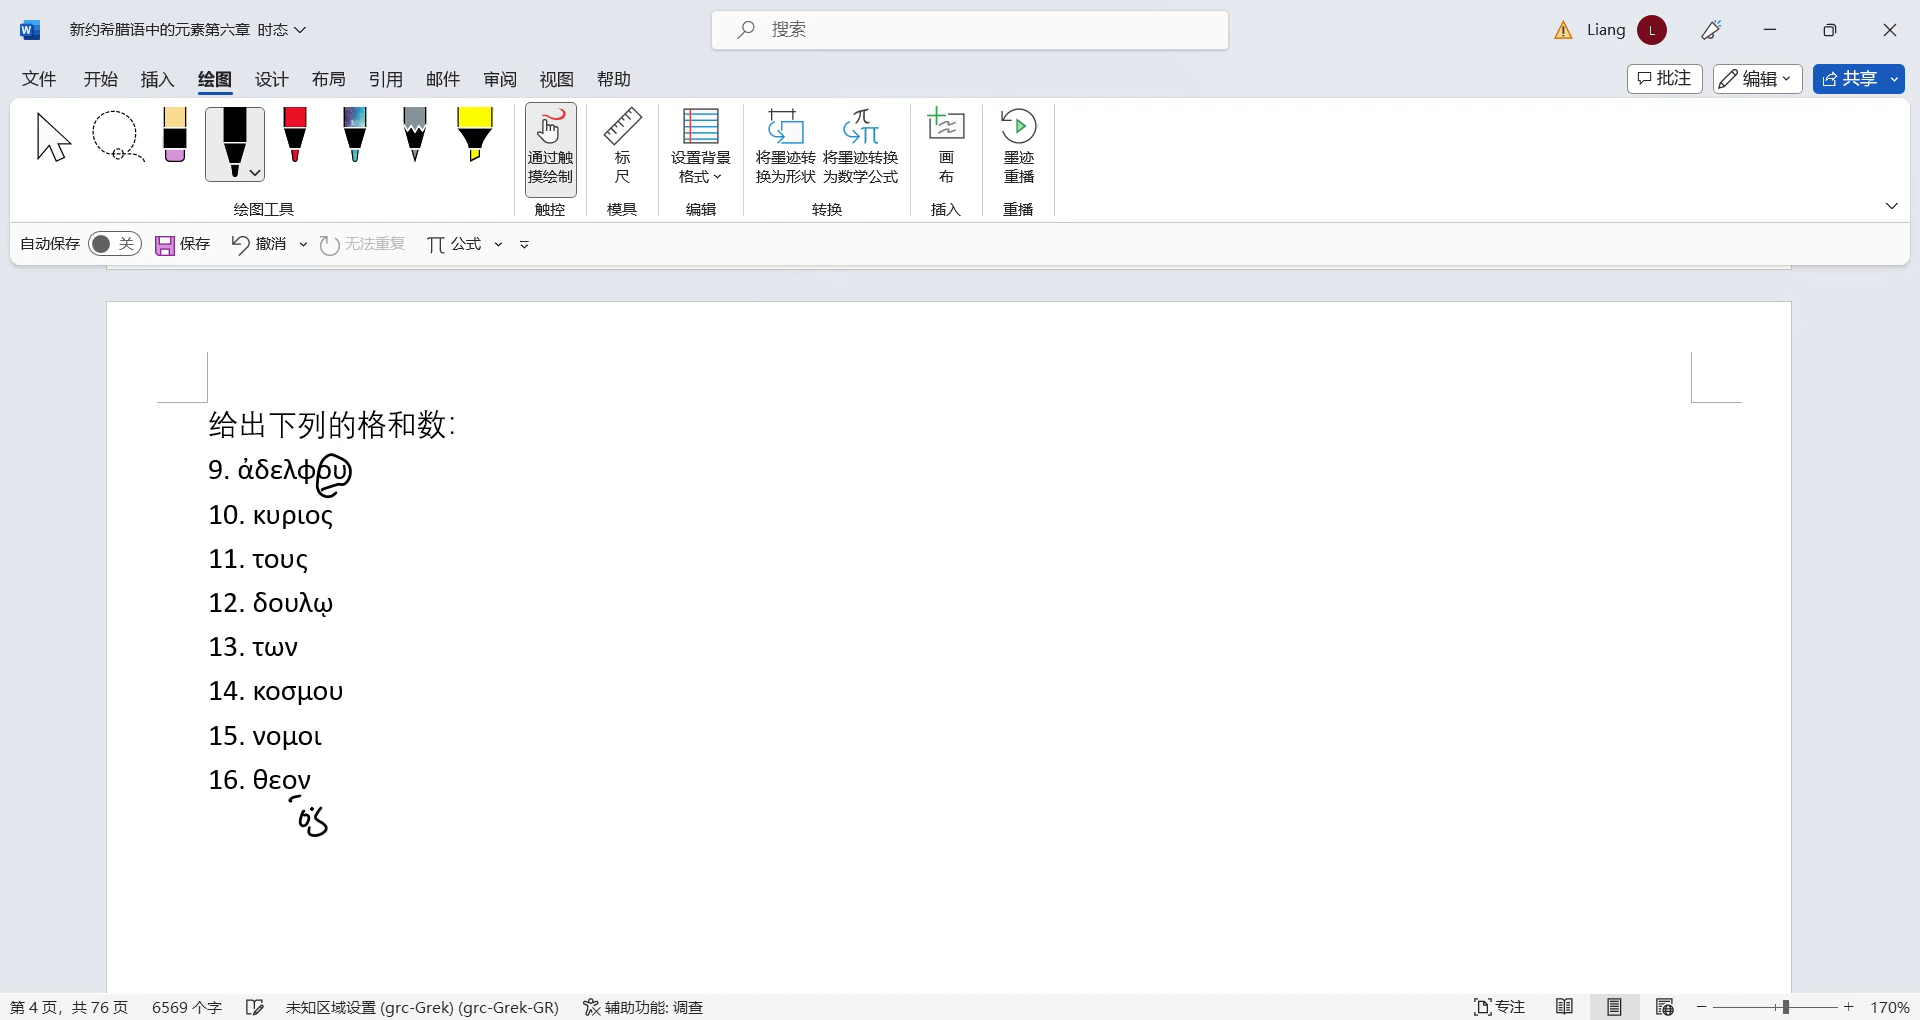 新约希腊语中的元素第六章 时态
搜索
Liang
L
文件 开始 插入 绘图 设计 布局 引用 邮件 审阅 视图 帮助
批注 编辑 共享
通过触摸绘制
标尺
设置背景格式
将墨迹转换为形状
将墨迹转换为数学公式
画布
墨迹重播
绘图工具 触控 模具 编辑 转换 插入 重播
自动保存 关 保存 撤消 无法重复 公式
给出下列的格和数:
9. ἀδελφου
10. κυριος
11. τους
12. δουλῳ
13. των
14. κοσμου
15. νομοι
16. θεον
第 4 页，共 76 页 6569 个字 未知区域设置 (grc-Grek) (grc-Grek-GR) 辅助功能: 调查 专注 170%